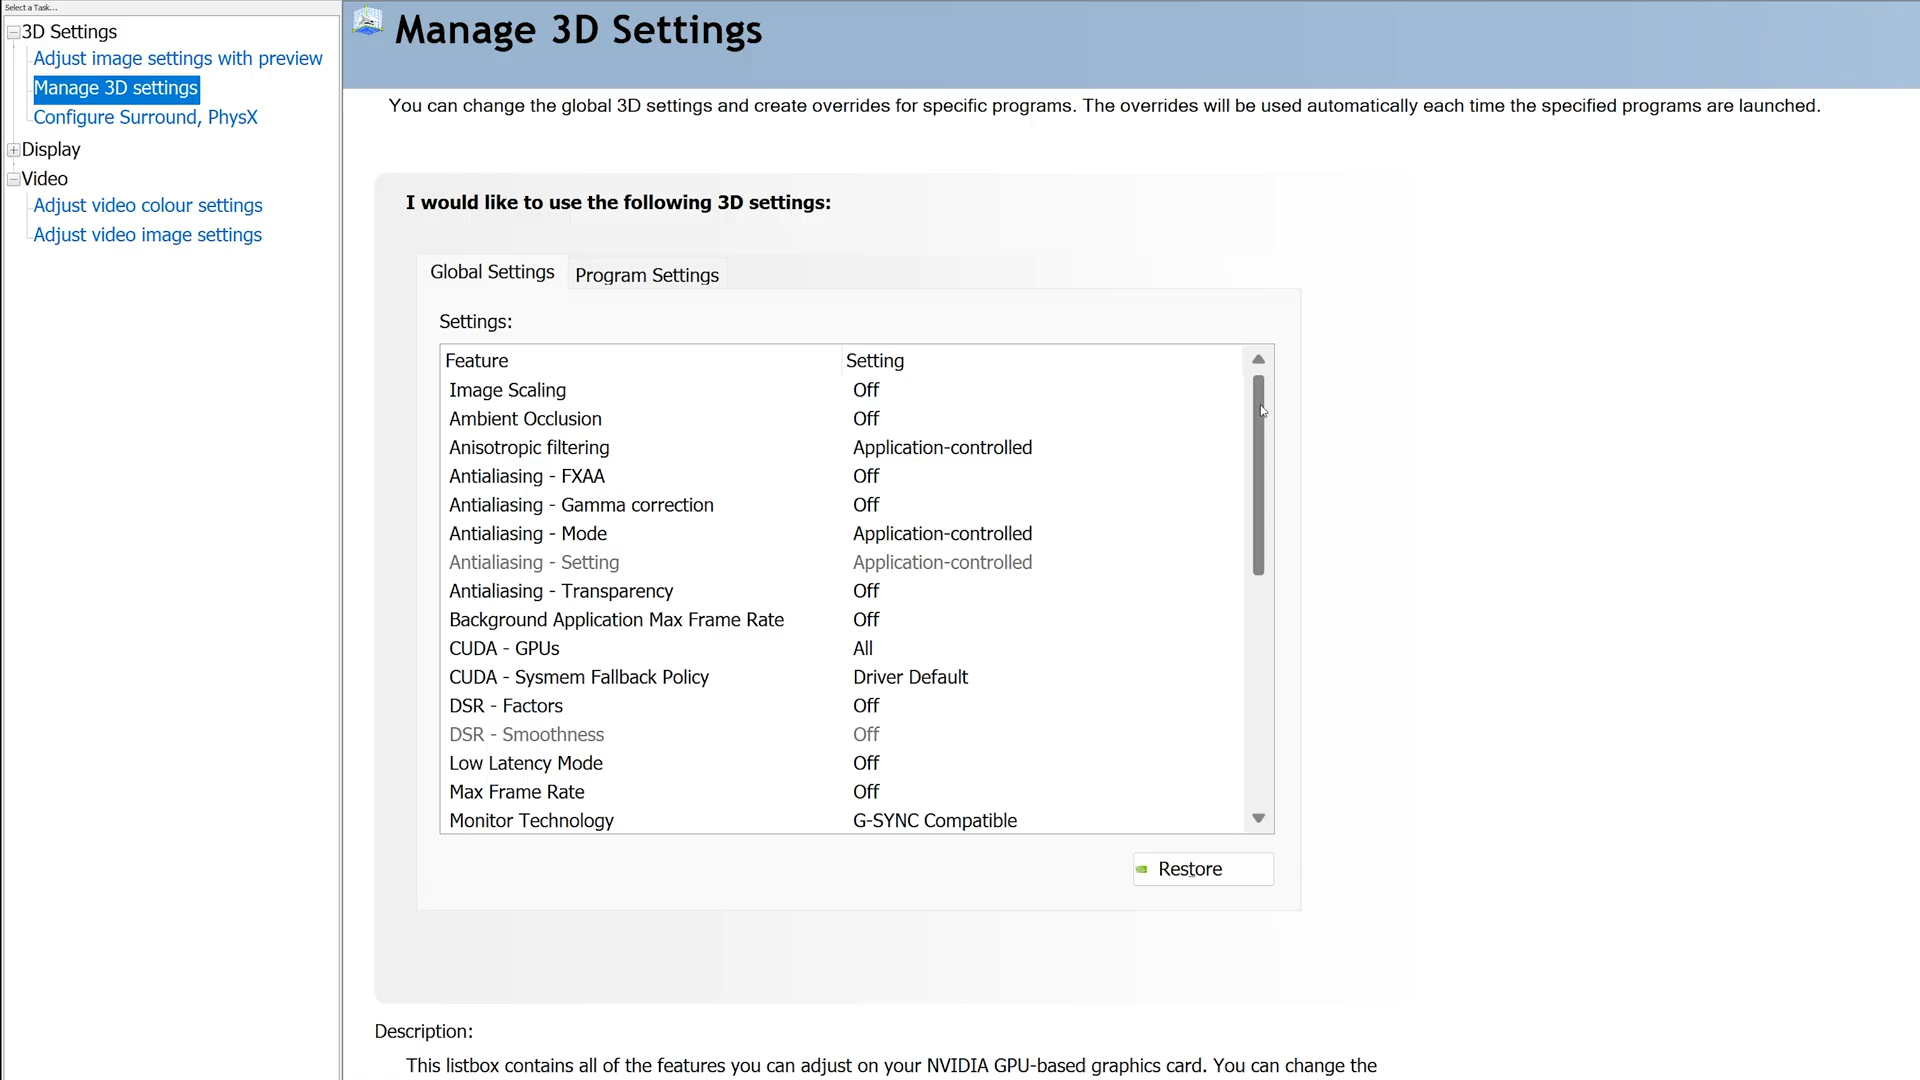 Select a Task...
3D Settings
Adjust image settings with preview
Manage 3D settings
Configure Surround, PhysX
Display
Video
Adjust video colour settings
Adjust video image settings
Manage 3D Settings
You can change the global 3D settings and create overrides for specific programs. The overrides will be used automatically each time the specified programs are launched.
I would like to use the following 3D settings:
Global Settings Program Settings
Settings:
Feature Setting
Image Scaling Off
Ambient Occlusion Off
Anisotropic filtering Application-controlled
Antialiasing - FXAA Off
Antialiasing - Gamma correction Off
Antialiasing - Mode Application-controlled
Antialiasing - Setting Application-controlled
Antialiasing - Transparency Off
Background Application Max Frame Rate Off
CUDA - GPUs All
CUDA - Sysmem Fallback Policy Driver Default
DSR - Factors Off
DSR - Smoothness Off
Low Latency Mode Off
Max Frame Rate Off
Monitor Technology G-SYNC Compatible
Restore
Description:
This listbox contains all of the features you can adjust on your NVIDIA GPU-based graphics card. You can change the